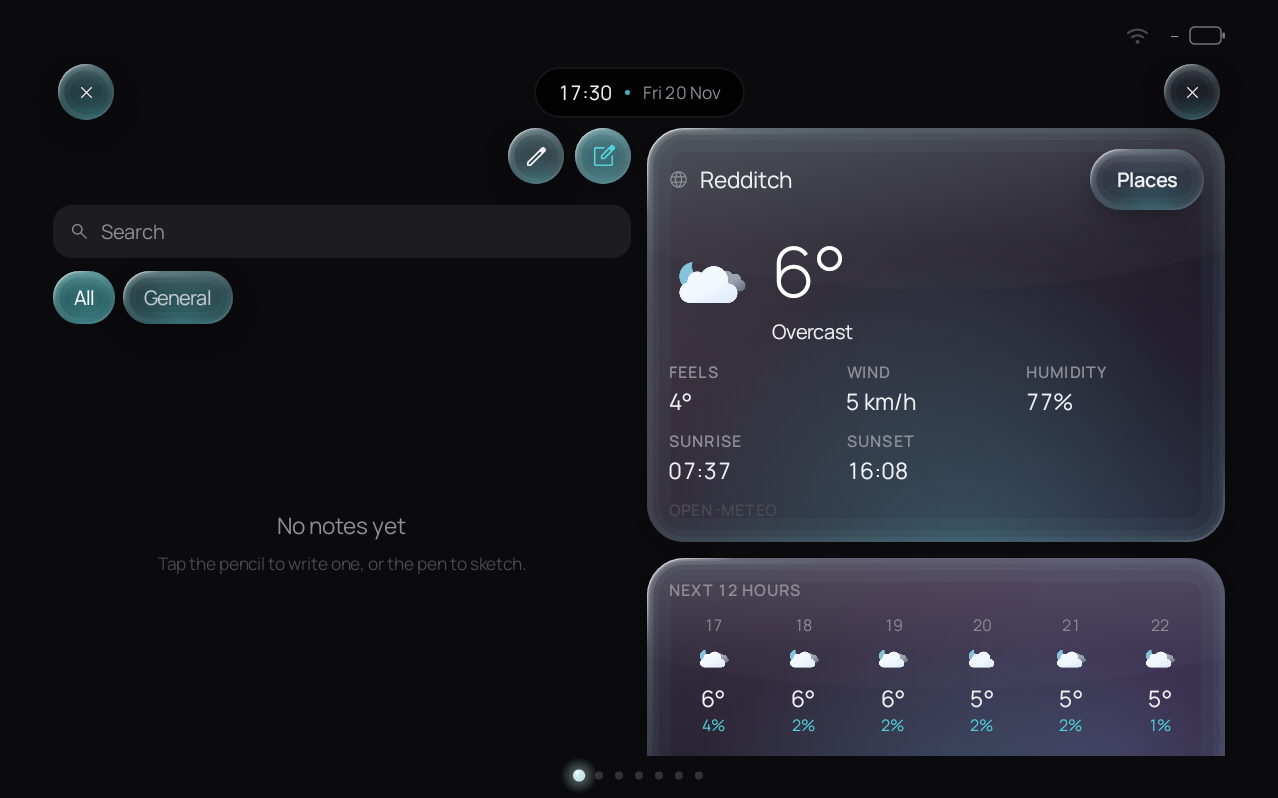 –
17:30 • Fri 20 Nov
Search
All General
No notes yet
Tap the pencil to write one, or the pen to sketch.
Redditch
Places
6°
Overcast
FEELS WIND HUMIDITY
4° 5 km/h 77%
SUNRISE SUNSET
07:37 16:08
OPEN-METEO
NEXT 12 HOURS
17 18 19 20 21 22
6° 6° 6° 5° 5° 5°
4% 2% 2% 2% 2% 1%